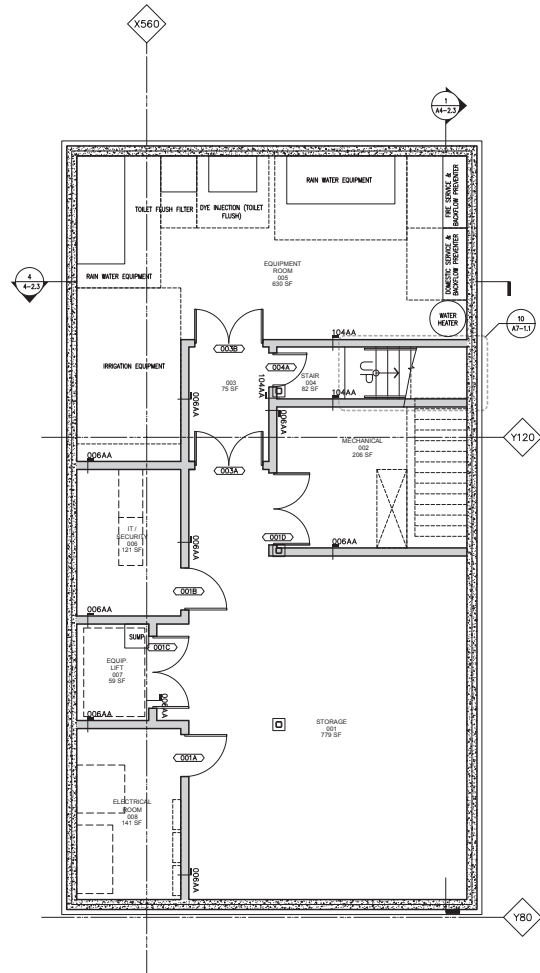 X560
1
A4-2.3
RAIN WATER EQUIPMENT
FIRE SERVICE &
BACKFLOW PREVENTER
TOILET FLUSH FILTER
DYE INJECTION (TOILET
FLUSH)
DOMESTIC SERVICE &
BACKFLOW PREVENTER
EQUIPMENT
ROOM
005
630 SF
RAIN WATER EQUIPMENT
4
4-2.3
WATER
HEATER
10
A7-1.1
104AA
003B
IRRIGATION EQUIPMENT
004A
003
75 SF
STAIR
004
82 SF
UP
104AA
104AA
006AA
006AA
Y120
MECHANICAL
002
206 SF
006AA
003A
IT /
SECURITY
006
121 SF
006AA
001D
006AA
001B
006AA
SUMP
001C
EQUIP.
LIFT
007
59 SF
006AA
006AA
STORAGE
001
779 SF
001A
ELECTRICAL
ROOM
008
141 SF
006AA
Y80